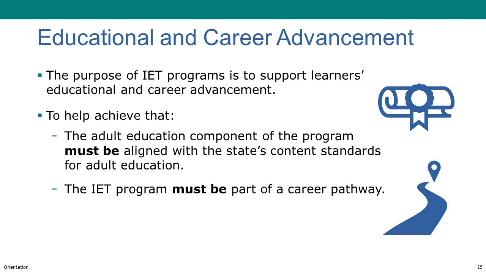 Educational and Career Advancement
▪ The purpose of IET programs is to support learners’
educational and career advancement.
▪ To help achieve that:
– The adult education component of the program
must be aligned with the state’s content standards
for adult education.
– The IET program must be part of a career pathway.
Orientation
15